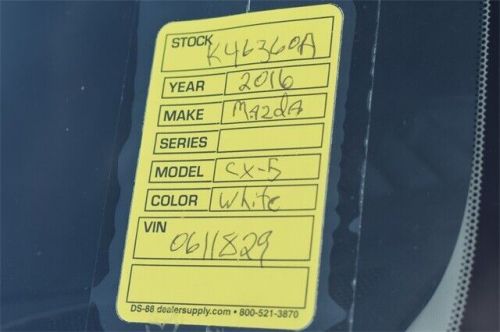 STOCK K46360A
YEAR 2016
MAKE MAZDA
SERIES
MODEL CX-5
COLOR White
VIN
0611829
DS-88 dealersupply.com • 800-521-3870